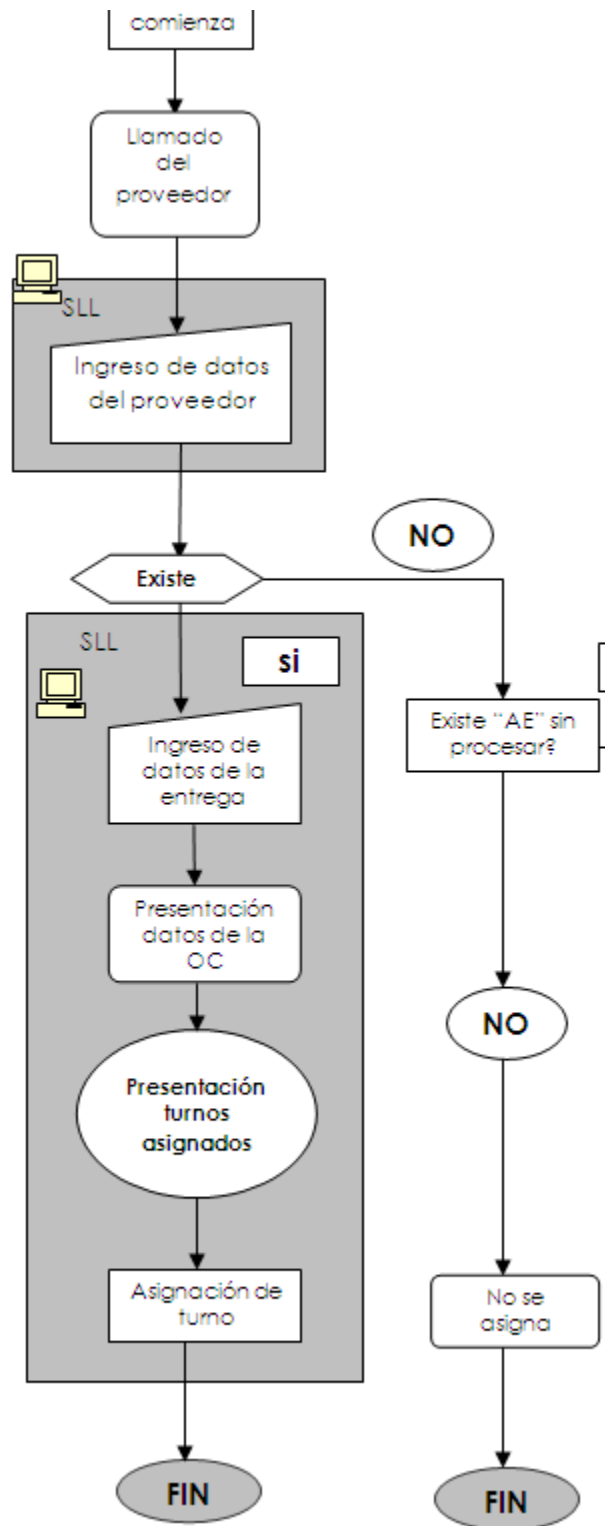 comienza
Llamado
del
proveedor
SLL
Ingreso de datos
del proveedor
NO
Existe
SLL
si
Ingreso de
datos de la
entrega
Existe "AE" sin
procesar?
Presentación
datos de la
OC
NO
Presentación
turnos
asignados
Asignación de
turno
No se
asigna
FIN
FIN